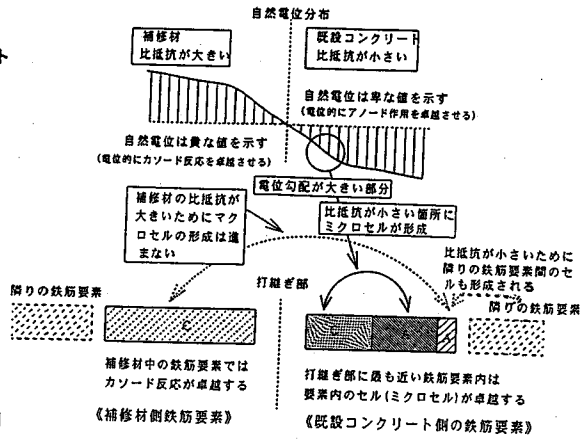 自然電位分布
補修材
比抵抗が大きい
既設コンクリート
比抵抗が小さい
自然電位は卑な値を示す
(電位的にアノード作用を卓越させる)
自然電位は貴な値を示す
(電位的にカソード反応を卓越させる)
電位勾配が大きい部分
補修材の比抵抗が
大きいためにマク
ロセルの形成は進
まない
比抵抗が小さい箇所に
ミクロセルが形成
比抵抗が小さいために
隣りの鉄筋要素間のセ
ルも形成される
打継ぎ部
隣りの鉄筋要素
隣りの鉄筋要素
C
C
A
補修材中の鉄筋要素では
カソード反応が卓越する
打継ぎ部に最も近い鉄筋要素内は
要素内のセル(ミクロセル)が卓越する
《補修材側鉄筋要素》
《既設コンクリート側の鉄筋要素》